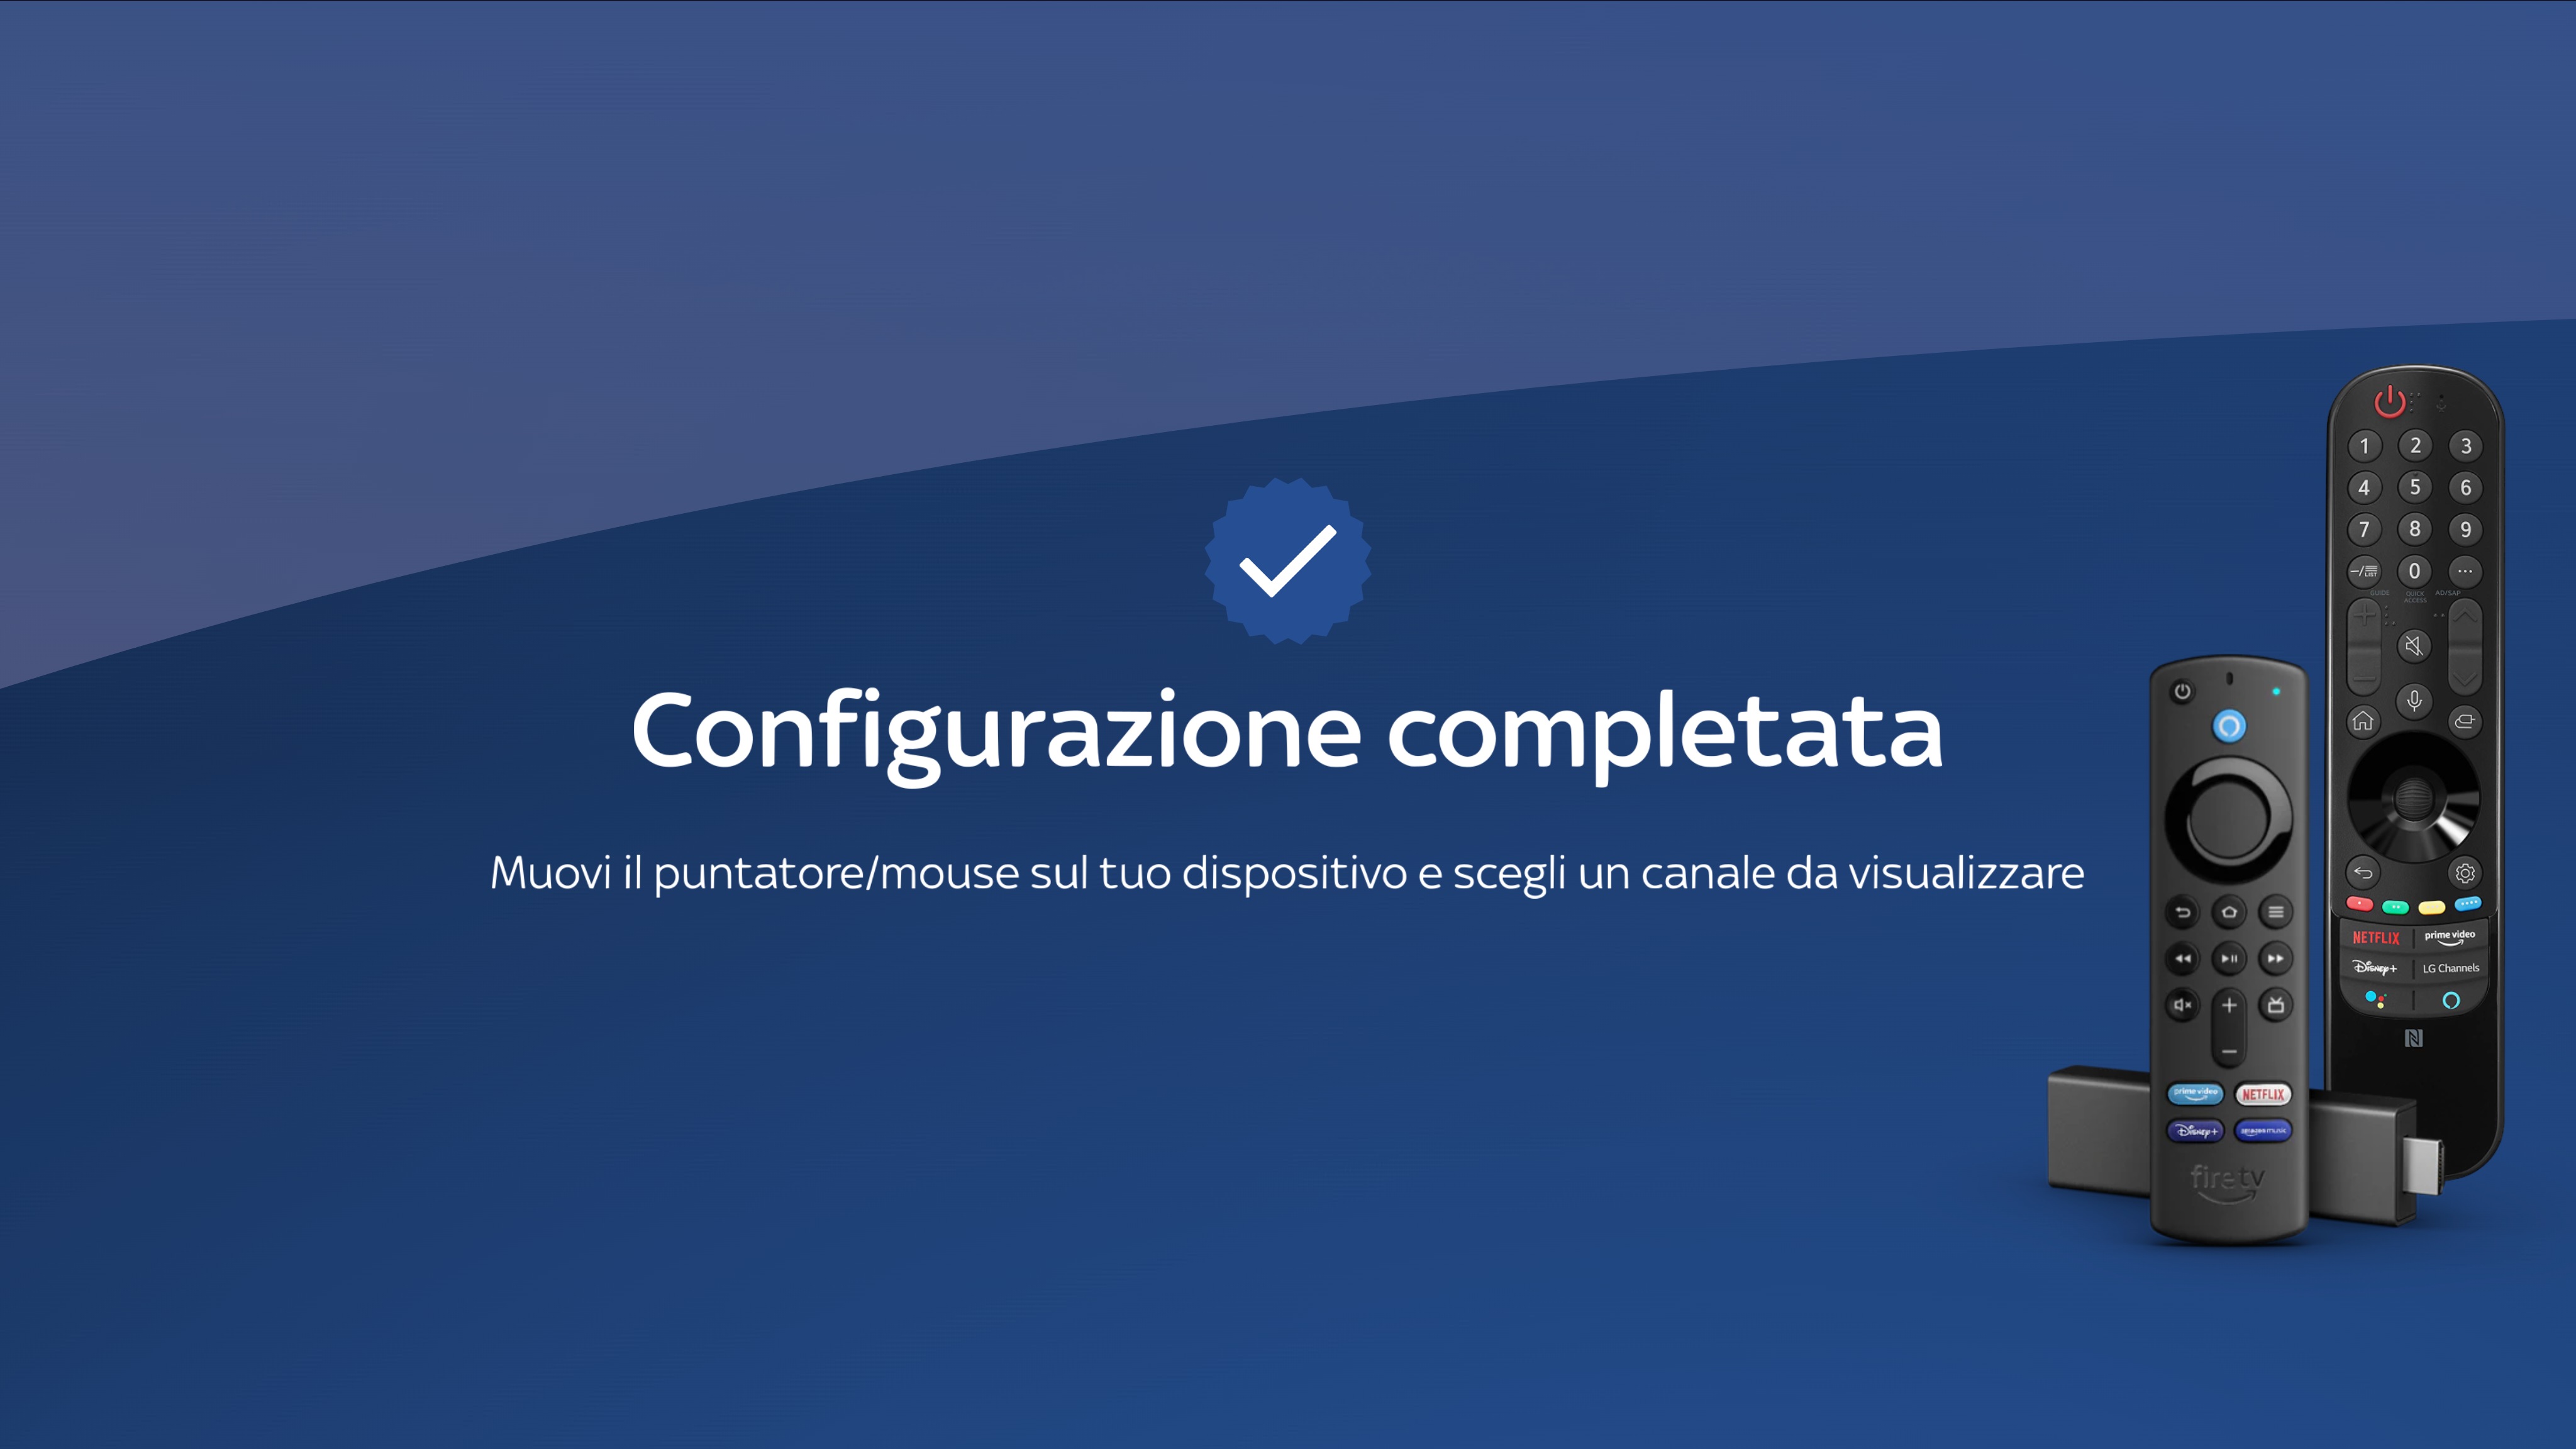 Configurazione completata
Muovi il puntatore/mouse sul tuo dispositivo e scegli un canale da visualizzare
1 2 3
4 5 6
7 8 9
-/ LIST 0 ...
GUIDE QUICK ACCESS AD/SAP
NETFLIX prime video
Disney+ LG Channels
prime video NETFLIX
Disney+ amazon music
fire tv